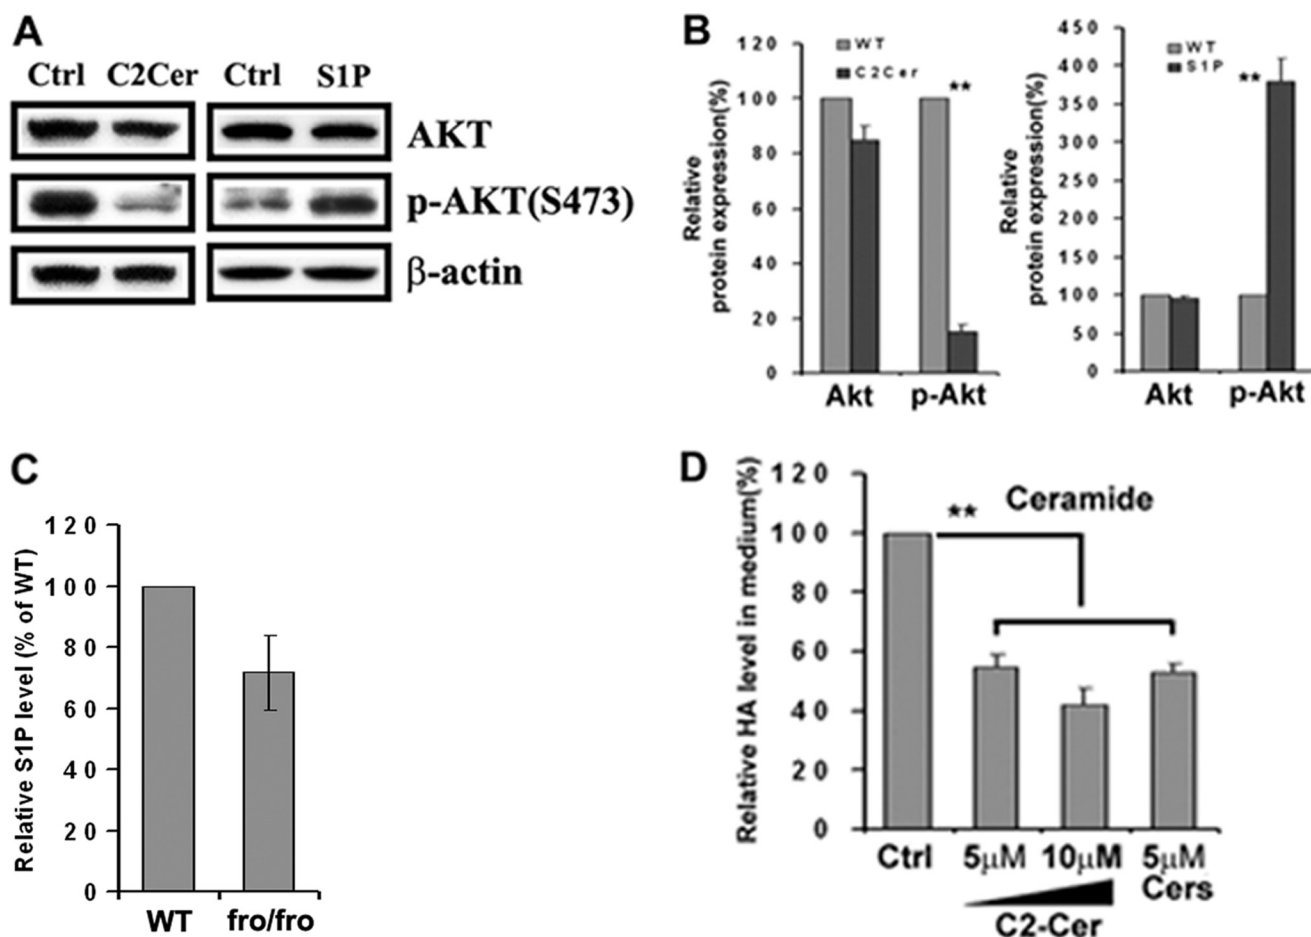 A
Ctrl C2Cer Ctrl S1P
AKT
p-AKT(S473)
β-actin
B
Relative
protein expression(%)
120
100
80
60
40
20
0
WT
C2Cer
**
Akt p-Akt
Relative
protein expression(%)
450
400
350
300
250
200
150
100
50
0
WT
S1P
**
Akt p-Akt
C
Relative S1P level (% of WT)
120
100
80
60
40
20
0
WT fro/fro
D
Relative HA level in medium(%)
120
100
80
60
40
20
0
Ceramide
**
Ctrl 5μM 10μM 5μM
Cers
C2-Cer